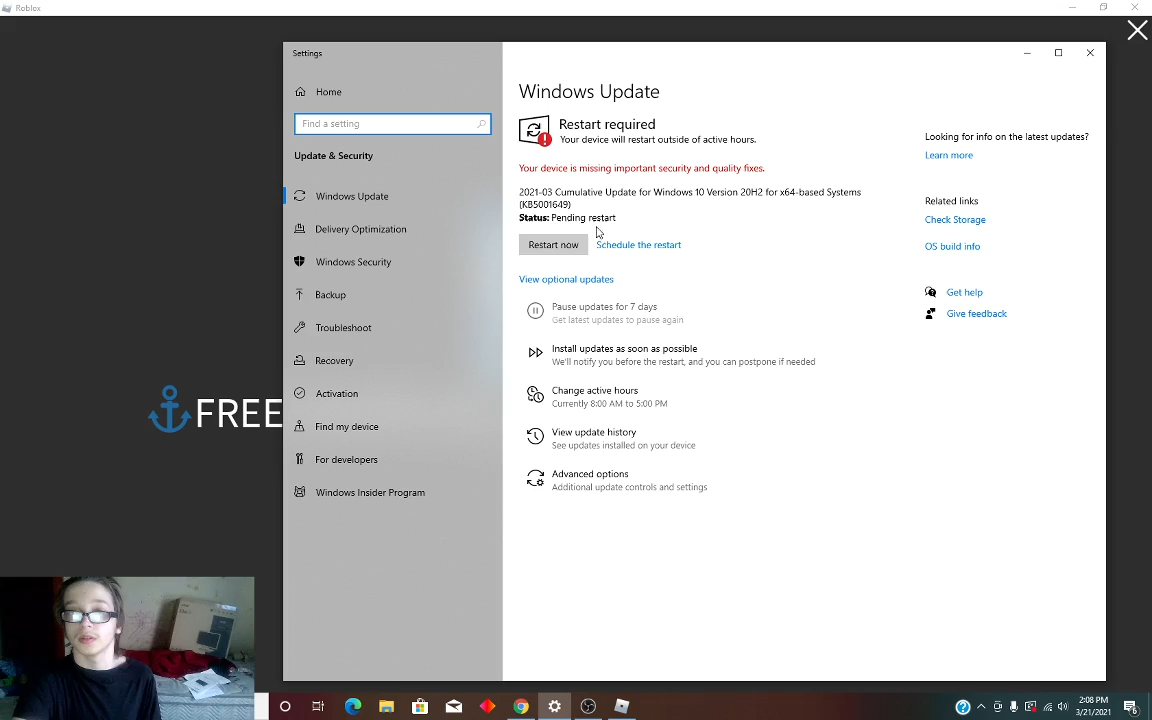 Roblox
Settings
Home
Find a setting
Update & Security
Windows Update
Delivery Optimization
Windows Security
Backup
Troubleshoot
Recovery
Activation
Find my device
For developers
Windows Insider Program
FREE
Windows Update
Restart required
Your device will restart outside of active hours.
Your device is missing important security and quality fixes.
2021-03 Cumulative Update for Windows 10 Version 20H2 for x64-based Systems
(KB5001649)
Status: Pending restart
Restart now
Schedule the restart
View optional updates
Pause updates for 7 days
Get latest updates to pause again
Install updates as soon as possible
We'll notify you before the restart, and you can postpone if needed
Change active hours
Currently 8:00 AM to 5:00 PM
View update history
See updates installed on your device
Advanced options
Additional update controls and settings
Looking for info on the latest updates?
Learn more
Related links
Check Storage
OS build info
Get help
Give feedback
2:08 PM
3/21/2021